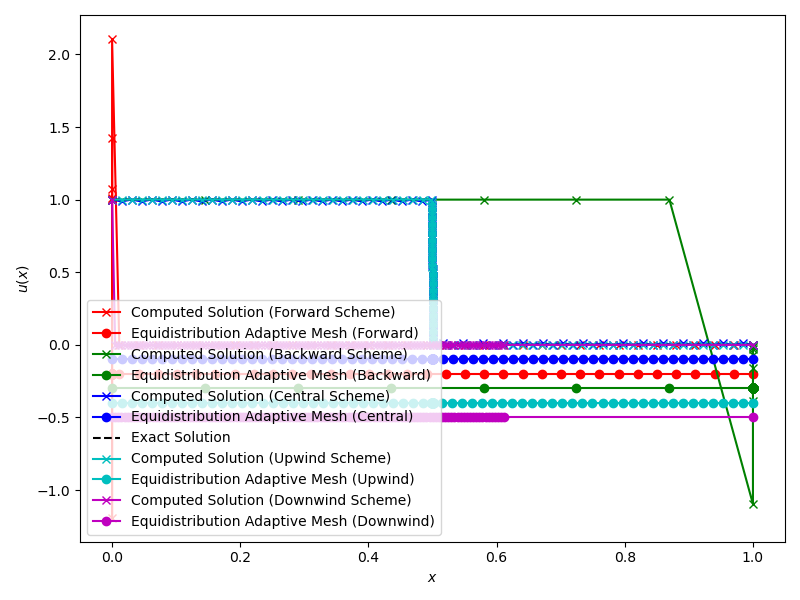 2.0
1.5
1.0
0.5
0.0
−0.5
−1.0
u(x)
Computed Solution (Forward Scheme)
Equidistribution Adaptive Mesh (Forward)
Computed Solution (Backward Scheme)
Equidistribution Adaptive Mesh (Backward)
Computed Solution (Central Scheme)
Equidistribution Adaptive Mesh (Central)
Exact Solution
Computed Solution (Upwind Scheme)
Equidistribution Adaptive Mesh (Upwind)
Computed Solution (Downwind Scheme)
Equidistribution Adaptive Mesh (Downwind)
0.0 0.2 0.4 0.6 0.8 1.0
x